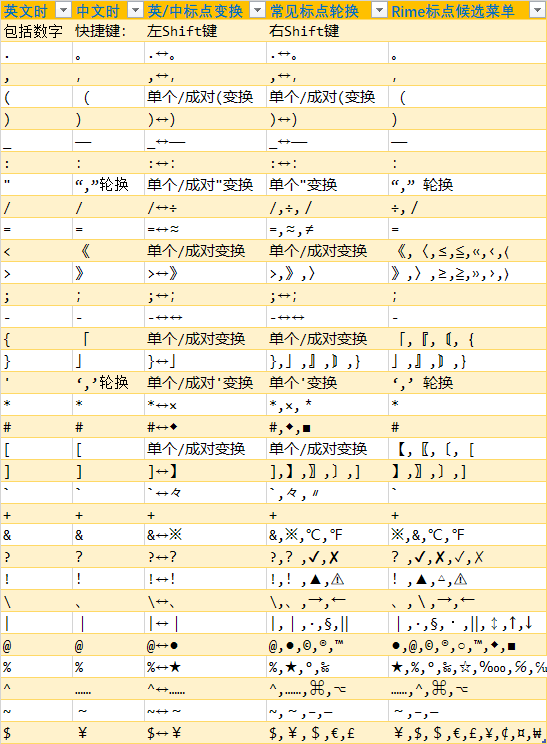 英文时 中文时 英/中标点变换 常见标点轮换 Rime标点候选菜单
包括数字 快捷键: 左Shift键 右Shift键
. 。 .↔。 .↔。 。
, ， ,↔， ,↔， ，
( （ 单个/成对(变换 单个/成对(变换 （
) ） )↔） )↔） ）
_ —— _↔—— _↔—— ——
: ： :↔： :↔： ：
" “,”轮换 单个/成对"变换 单个"变换 “,” 轮换
/ / /↔÷ /,÷,／ ÷,／
= = =↔≈ =,≈,≠ =
< 《 单个/成对变换 单个/成对变换 《,〈,≤,≦,«,‹,⟨
> 》 >↔》 >,》,〉 》,〉,≥,≧,»,›,⟩
; ； ;↔； ;↔； ；
- - -↔↔ -↔↔ -
{ 「 单个/成对变换 单个/成对变换 「,『,〘,｛
} 」 }↔」 },」,』,〙,｝ 」,』,〙,｝
' ‘,’轮换 单个/成对'变换 单个'变换 ‘,’ 轮换
* * *↔× *,×,＊ *
# # #↔◆ #,◆,■ #
[ [ 单个/成对变换 单个/成对变换 【,〖,〔,［
] ] ]↔】 ],】,〗,〕,］ 】,〗,〕,］
` ` `↔々 `,々,〃 `
+ + + + +
& & &↔※ &,※,℃,℉ ※,&,℃,℉
? ？ ?↔？ ?,？,✔,✘ ？,✔,✘,✓,✗
! ！ !↔！ !,！,▲,⚠ ！,▲,▵,⚠
\ 、 \↔、 \,、,→,← 、,＼,→,←
| ｜ |↔｜ |,｜,·,§,‖ ｜,·,§,・,‖,↕,↑,↓
@ @ @↔● @,●,©,®,™ ●,@,©,®,○,™,◆,■
% % %↔★ %,★,°,‰ ★,%,°,‰,☆,‱,℅,℆
^ …… ^↔…… ^,……,⌘,⌥ ……,^,⌘,⌥
~ ～ ~↔～ ~,～,–,— ～,–,—
$ ￥ $↔￥ $,￥,＄,€,£ ￥,$,＄,€,£,¥,¢,¤,₩